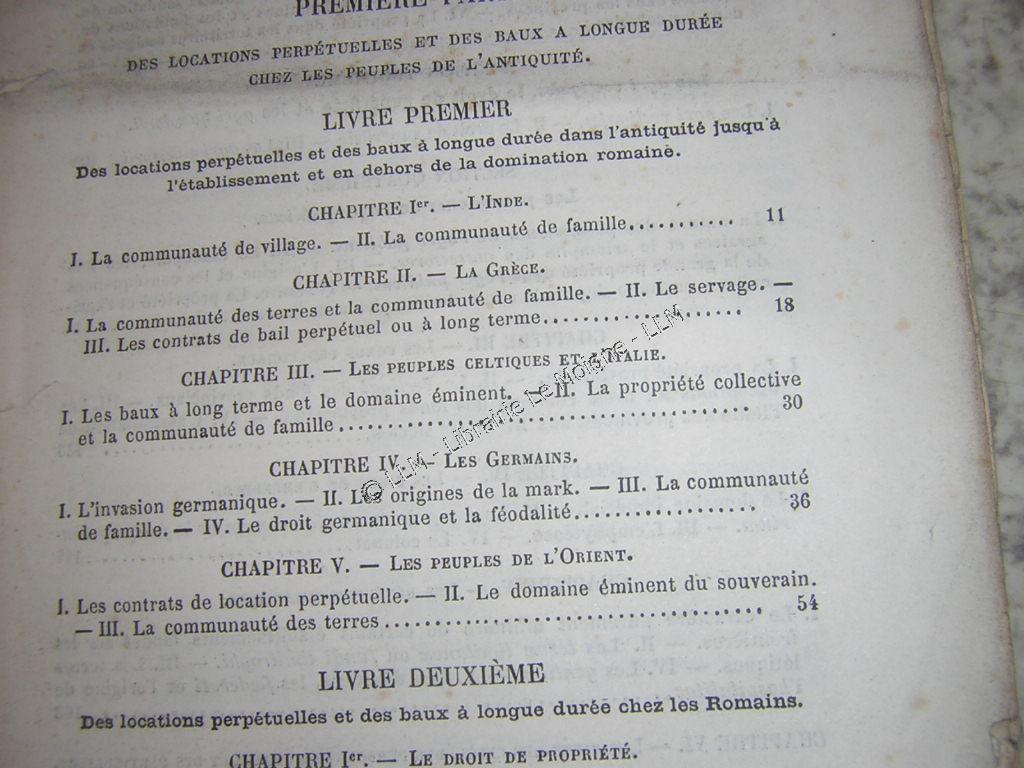 PREMIÈRE
DES LOCATIONS PERPÉTUELLES ET DES BAUX A LONGUE DURÉE
CHEZ LES PEUPLES DE L'ANTIQUITÉ.
LIVRE PREMIER
Des locations perpétuelles et des baux à longue durée dans l'antiquité jusqu'à
l'établissement et en dehors de la domination romaine.
CHAPITRE Ier. — L'INDE.
I. La communauté de village. — II. La communauté de famille........... 11
CHAPITRE II. — LA GRÈCE.
I. La communauté des terres et la communauté de famille. — II. Le servage. —
III. Les contrats de bail perpétuel ou à long terme.................... 18
CHAPITRE III. — LES PEUPLES CELTIQUES ET L'ITALIE.
I. Les baux à long terme et le domaine éminent. — II. La propriété collective
et la communauté de famille........................................ 30
CHAPITRE IV. — LES GERMAINS.
I. L'invasion germanique. — II. Les origines de la mark. — III. La communauté
de famille. — IV. Le droit germanique et la féodalité.................. 36
CHAPITRE V. — LES PEUPLES DE L'ORIENT.
I. Les contrats de location perpétuelle. — II. Le domaine éminent du souverain.
— III. La communauté des terres..................................... 54
LIVRE DEUXIÈME
Des locations perpétuelles et des baux à longue durée chez les Romains.
CHAPITRE Ier. — LE DROIT DE PROPRIÉTÉ.
© LLM - Librairie Le Moigne - LLM